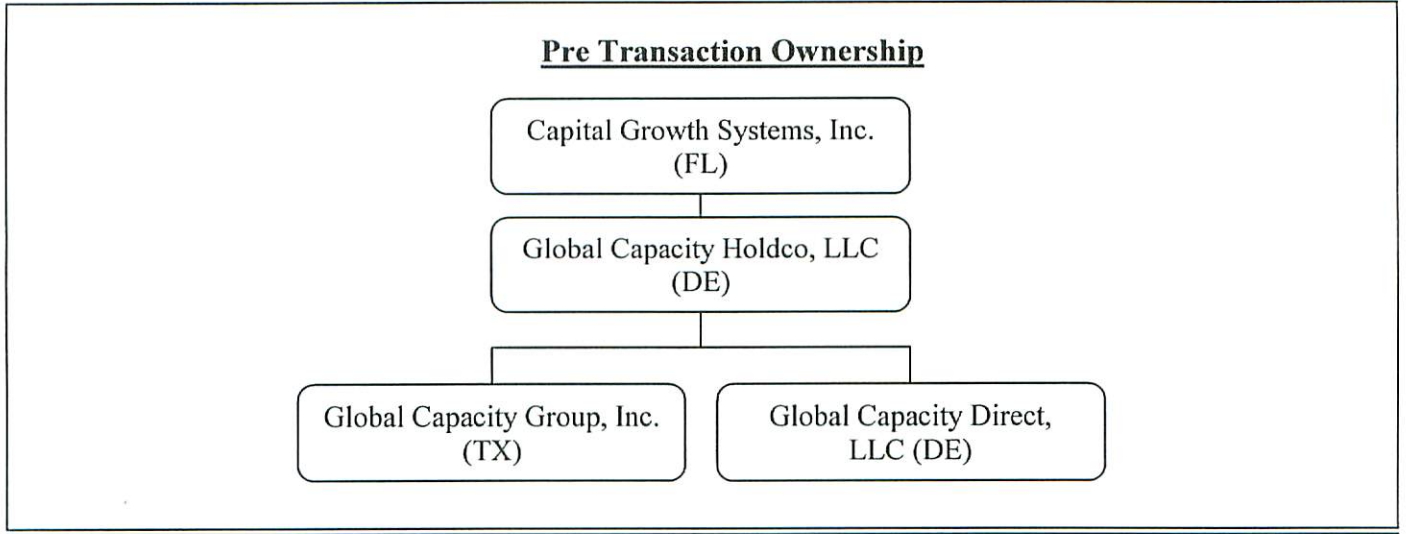 Pre Transaction Ownership
Capital Growth Systems, Inc.
(FL)
Global Capacity Holdco, LLC
(DE)
Global Capacity Group, Inc.
(TX)
Global Capacity Direct,
LLC (DE)